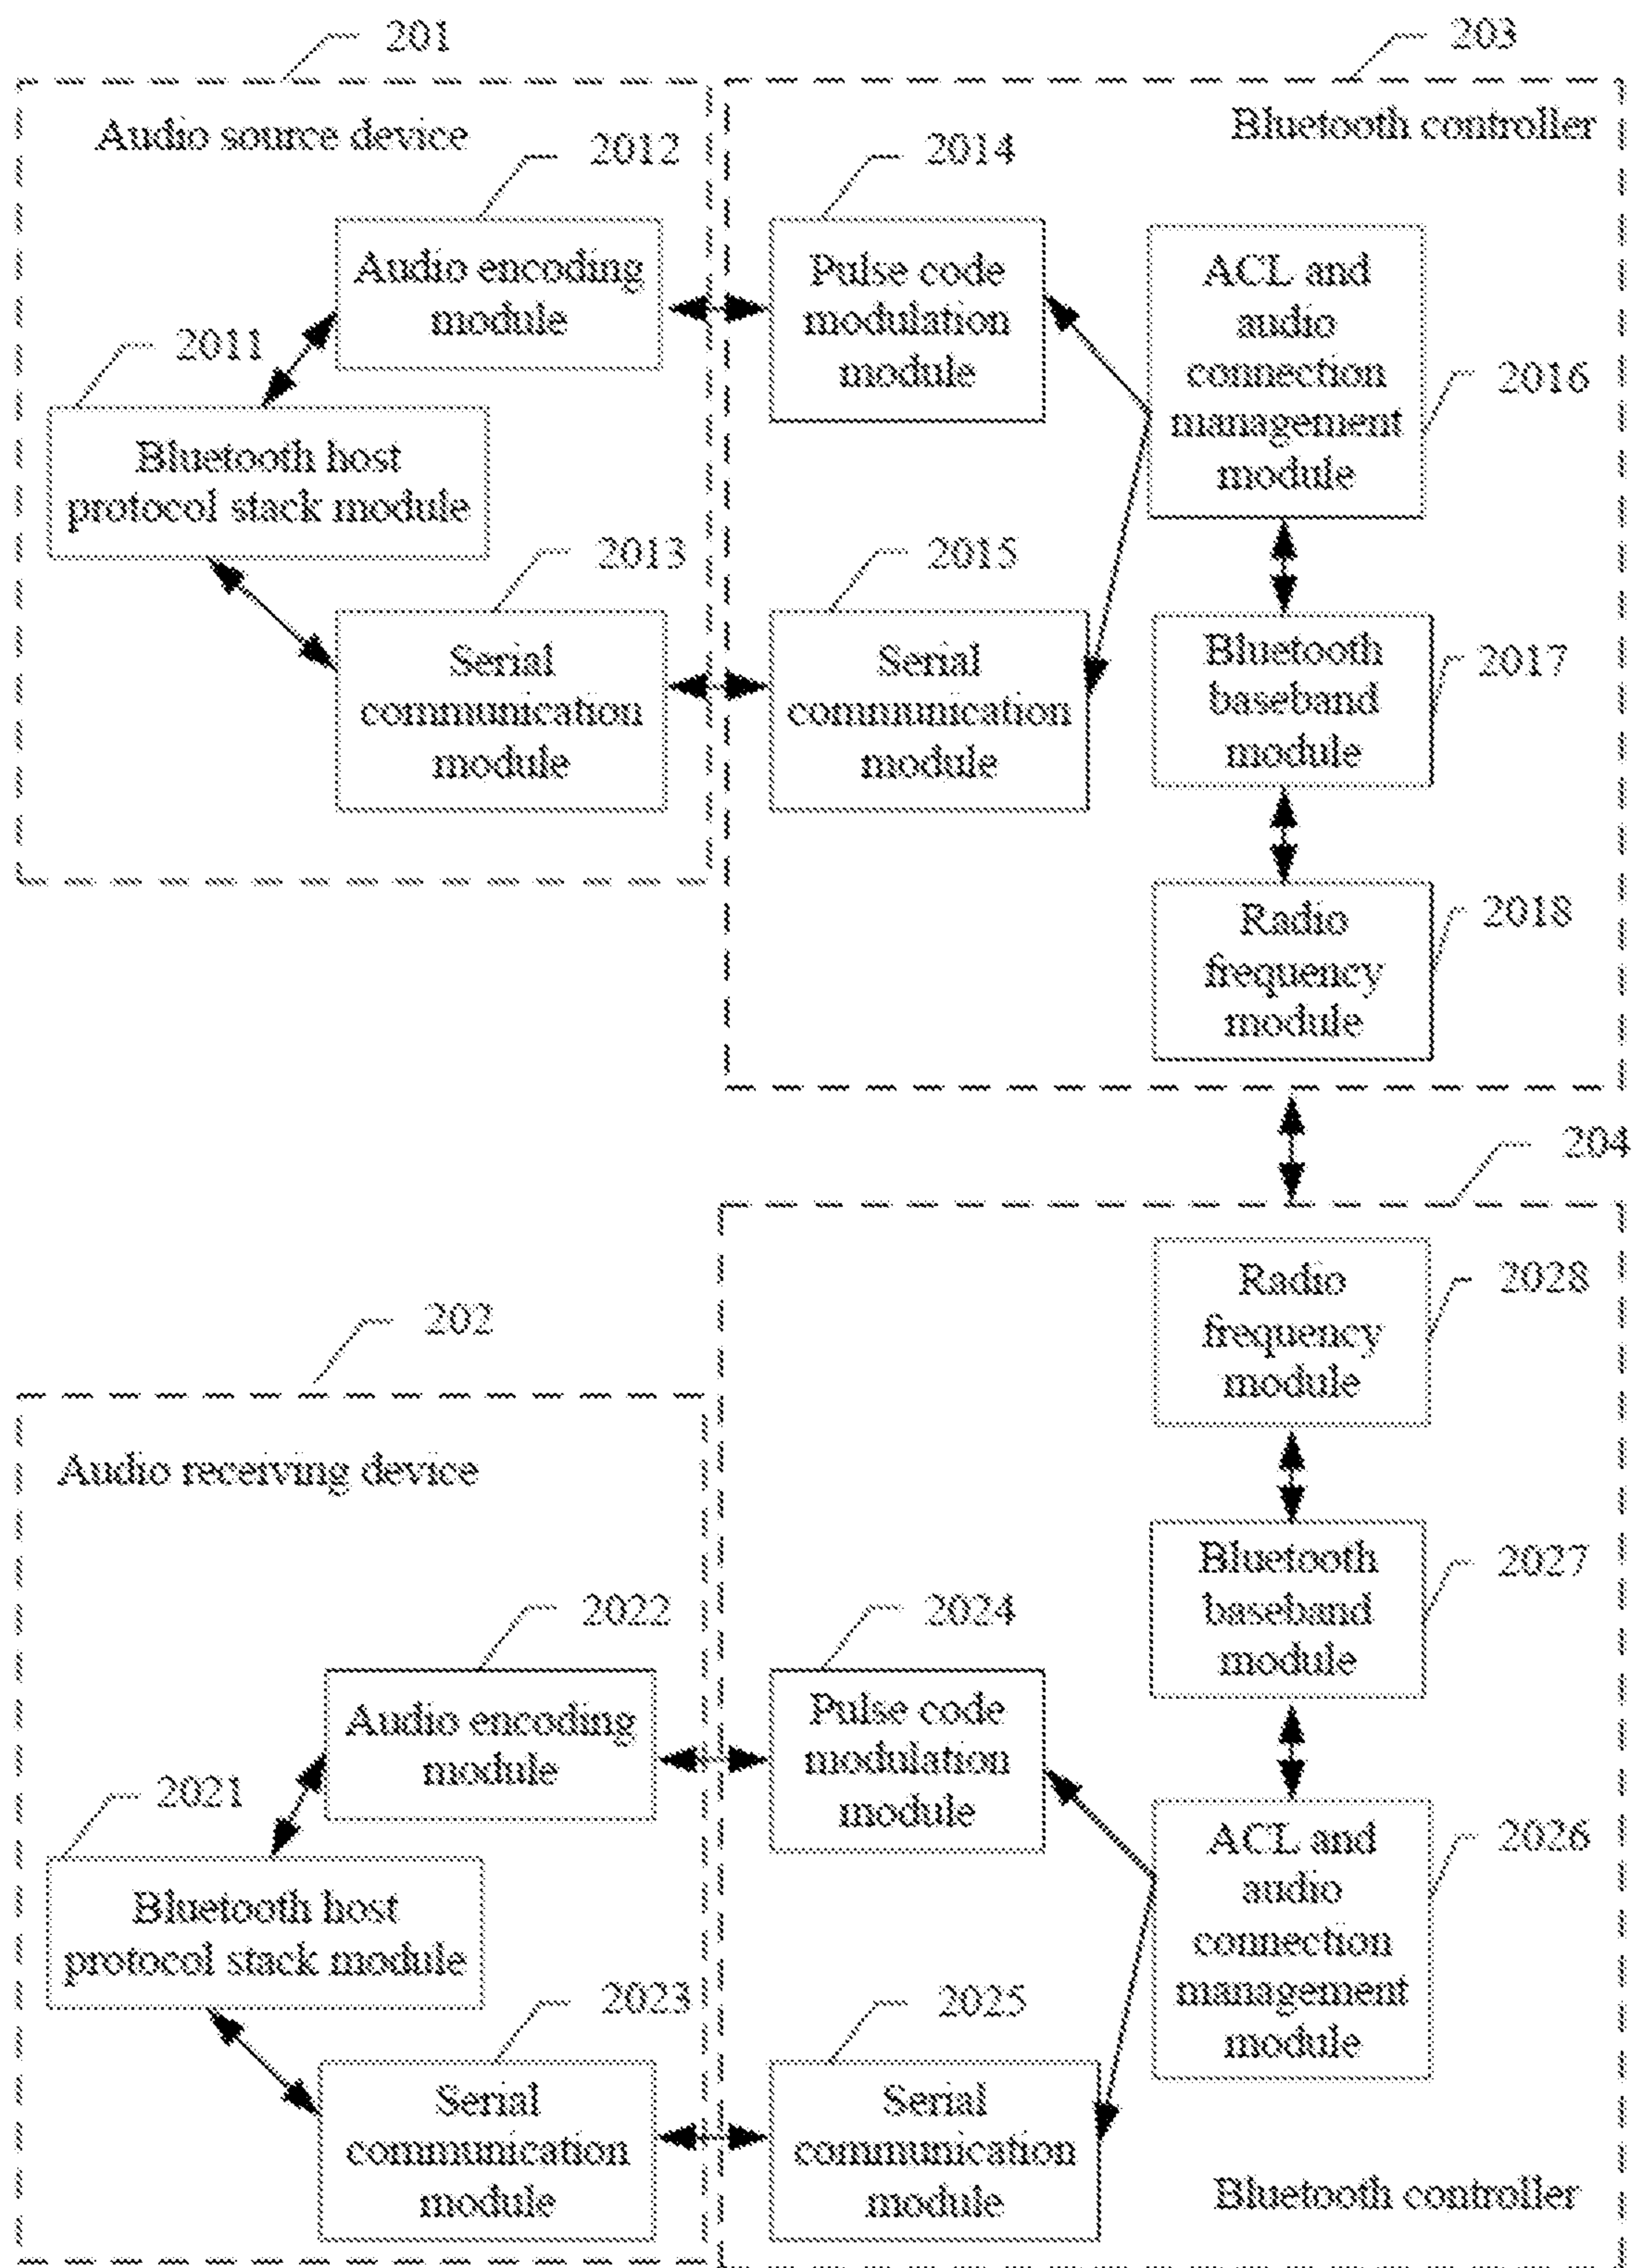 201
203
Audio source device
Bluetooth controller
2012
2014
Audio encoding
module
Pulse code
modulation
module
ACL and
audio
connection
management
module
2011
2016
Bluetooth host
protocol stack module
2013
2015
Serial
communication
module
Serial
communication
module
Bluetooth
baseband
module
2017
Radio
frequency
module
2018
204
Radio
frequency
module
2028
202
Audio receiving device
Bluetooth
baseband
module
2027
2022
2024
Audio encoding
module
Pulse code
modulation
module
2021
ACL and
audio
connection
management
module
2026
Bluetooth host
protocol stack module
2023
2025
Serial
communication
module
Serial
communication
module
Bluetooth controller